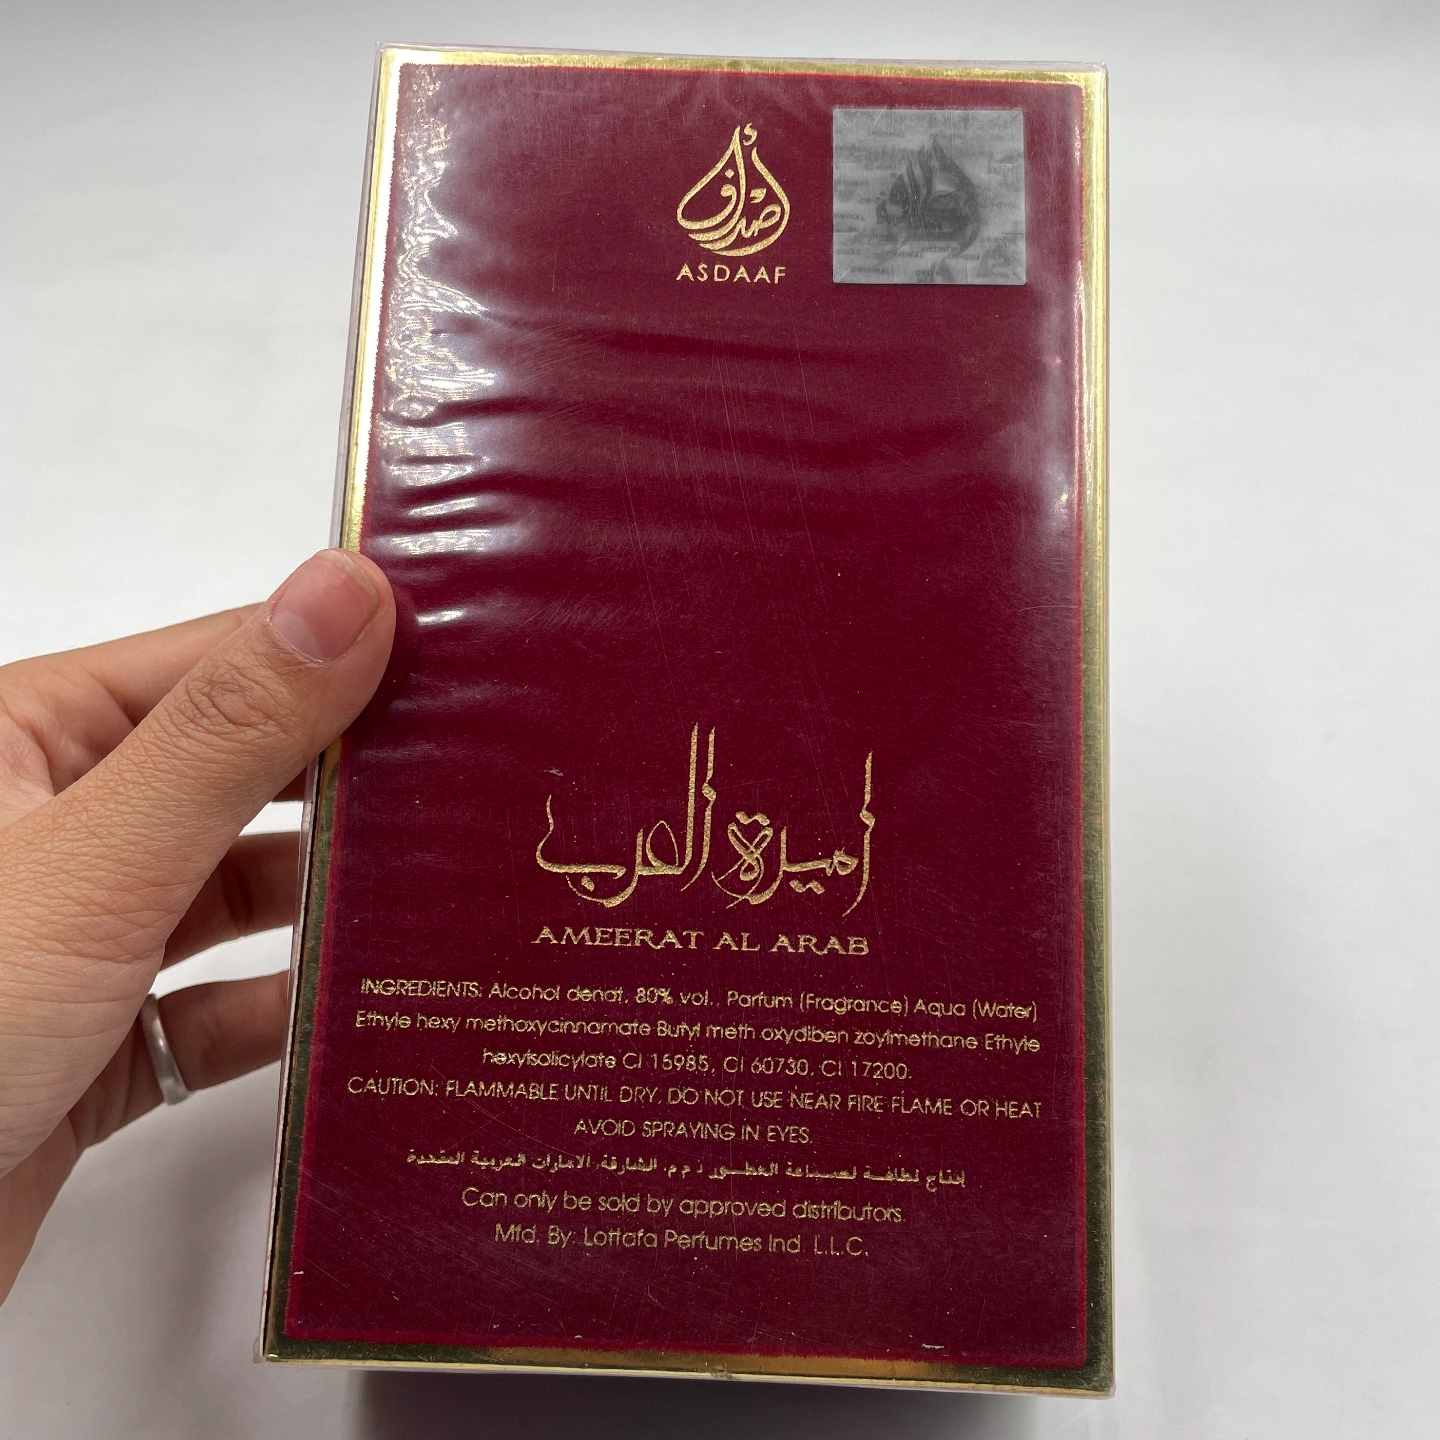 أصداف
ASDAAF
ORIGINAL
اميرة العرب
AMEERAT AL ARAB
INGREDIENTS: Alcohol denat, 80% vol., Parfum (Fragrance) Aqua (Water)
Ethyle hexy methoxycinnamate Butyl meth oxydiben zoylmethane Ethyle
hexylsolicylate CI 15985, CI 60730, CI 17200.
CAUTION: FLAMMABLE UNTIL DRY, DO NOT USE NEAR FIRE FLAME OR HEAT
AVOID SPRAYING IN EYES.
إنتاج لطافة لصناعة العطور ذ.م.م. الشارقة، الامارات العربية المتحدة
Can only be sold by approved distributors.
Mfd. By: Lattafa Perfumes Ind. L.L.C.